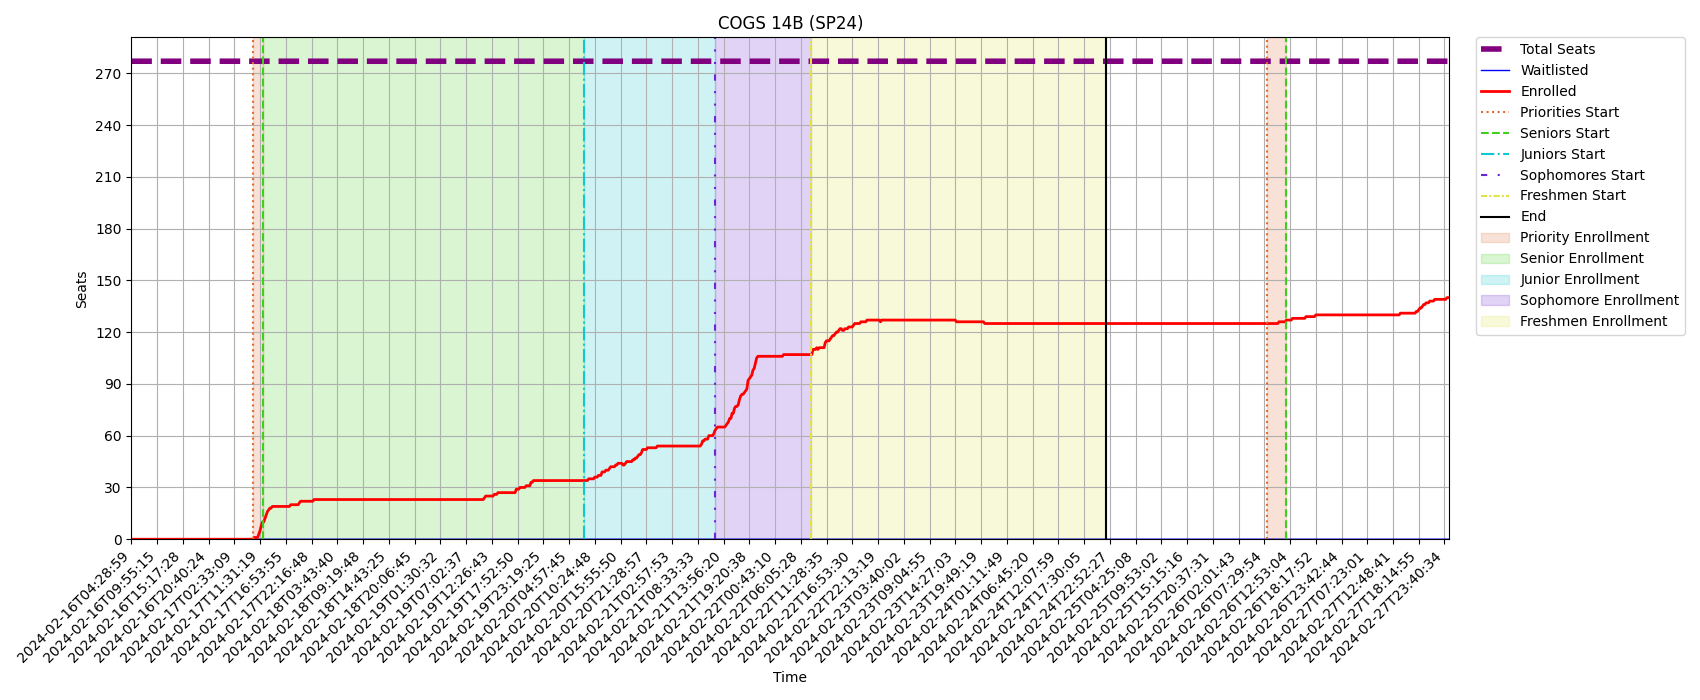 COGS 14B (SP24)
Seats
270
240
210
180
150
120
90
60
30
0
2024-02-16T04:28:59
2024-02-16T09:55:15
2024-02-16T15:17:28
2024-02-16T20:40:24
2024-02-17T02:33:09
2024-02-17T11:31:19
2024-02-17T16:53:55
2024-02-17T22:16:48
2024-02-18T03:43:40
2024-02-18T09:19:48
2024-02-18T14:43:25
2024-02-18T20:06:45
2024-02-19T01:30:32
2024-02-19T07:02:37
2024-02-19T12:26:43
2024-02-19T17:52:50
2024-02-19T23:19:25
2024-02-20T04:57:45
2024-02-20T10:24:48
2024-02-20T15:55:50
2024-02-20T21:28:57
2024-02-21T02:57:53
2024-02-21T08:33:33
2024-02-21T13:56:20
2024-02-21T19:20:38
2024-02-22T00:43:10
2024-02-22T06:05:28
2024-02-22T11:28:35
2024-02-22T16:53:30
2024-02-22T22:13:19
2024-02-23T03:40:02
2024-02-23T09:04:55
2024-02-23T14:27:03
2024-02-23T19:49:19
2024-02-24T01:11:49
2024-02-24T06:45:20
2024-02-24T12:07:59
2024-02-24T17:30:05
2024-02-24T22:52:27
2024-02-25T04:25:08
2024-02-25T09:53:02
2024-02-25T15:15:16
2024-02-25T20:37:31
2024-02-26T02:01:43
2024-02-26T07:29:54
2024-02-26T12:53:04
2024-02-26T18:17:52
2024-02-26T23:42:44
2024-02-27T07:23:01
2024-02-27T12:48:41
2024-02-27T18:14:55
2024-02-27T23:40:34
Time
Total Seats
Waitlisted
Enrolled
Priorities Start
Seniors Start
Juniors Start
Sophomores Start
Freshmen Start
End
Priority Enrollment
Senior Enrollment
Junior Enrollment
Sophomore Enrollment
Freshmen Enrollment